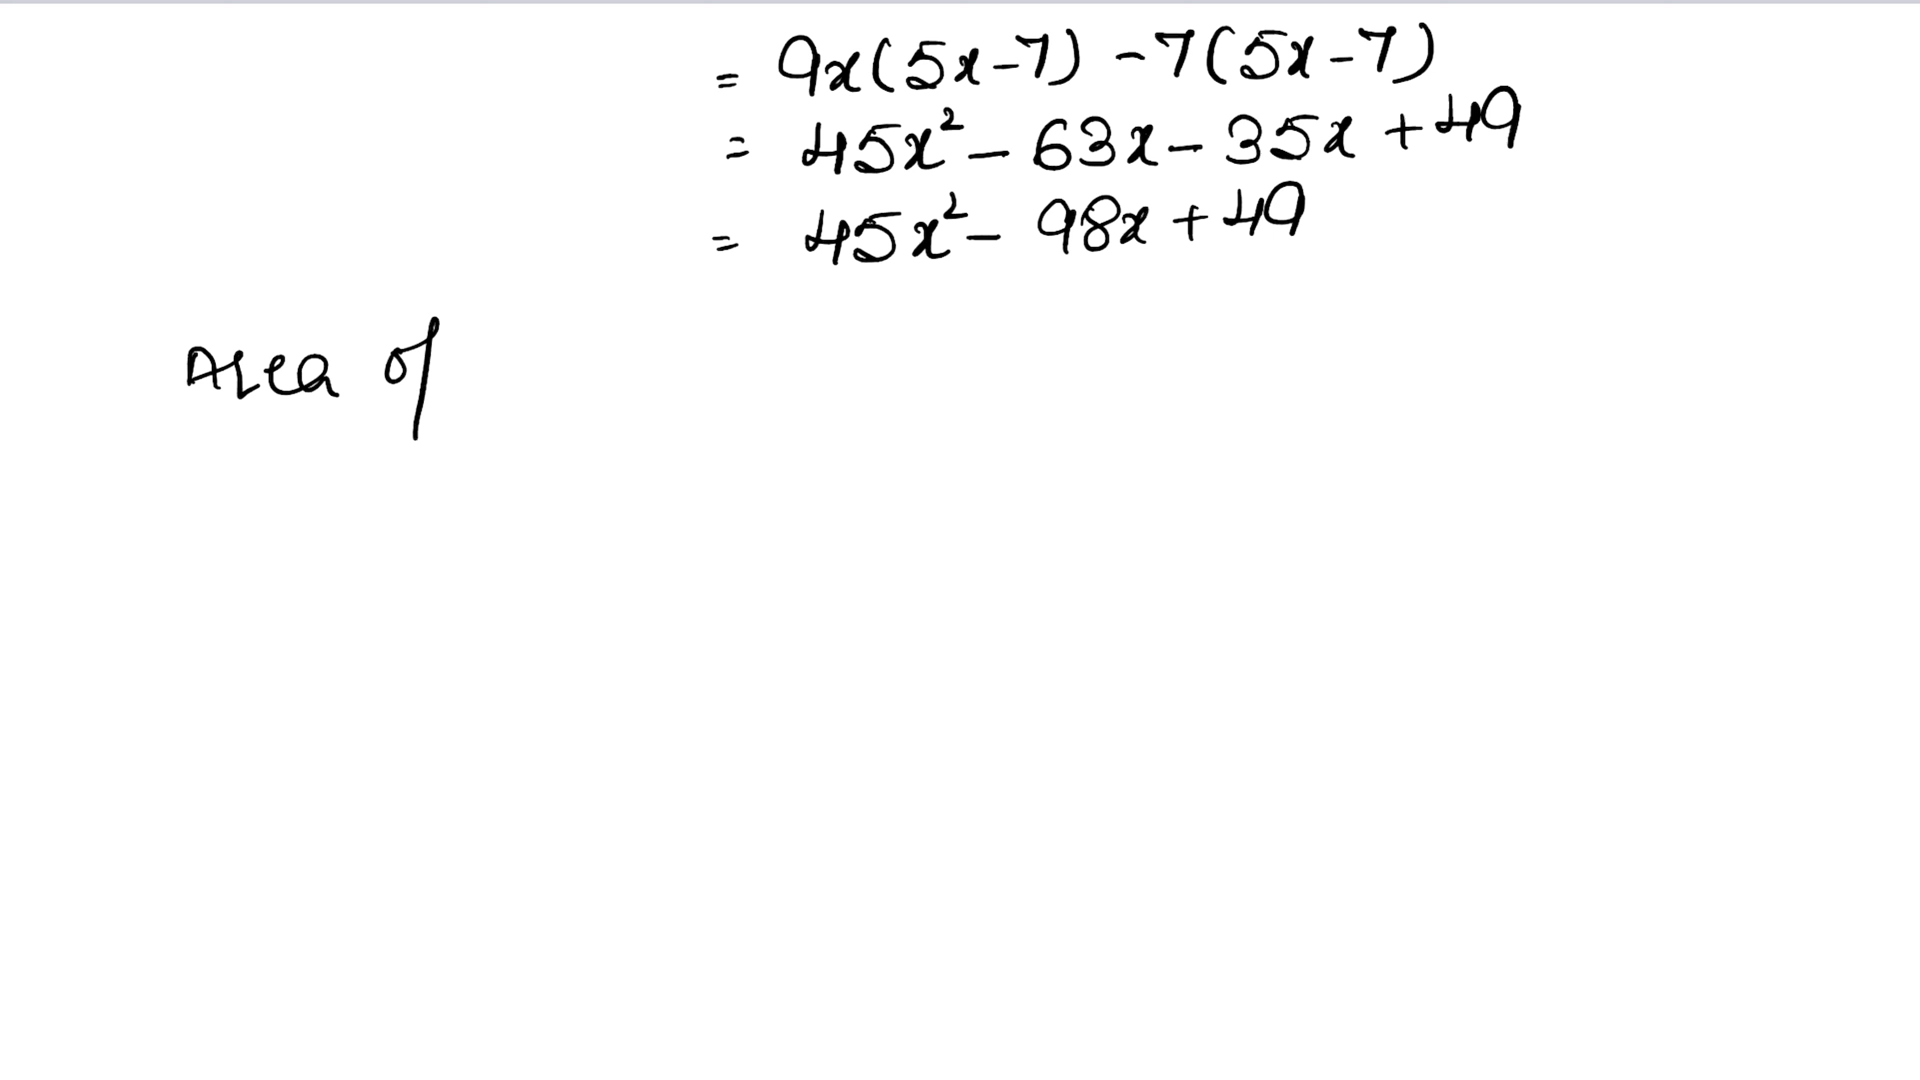 = 9x(5x-7) -7(5x-7)
= 45x² - 63x - 35x + 49
= 45x² - 98x + 49
Area of